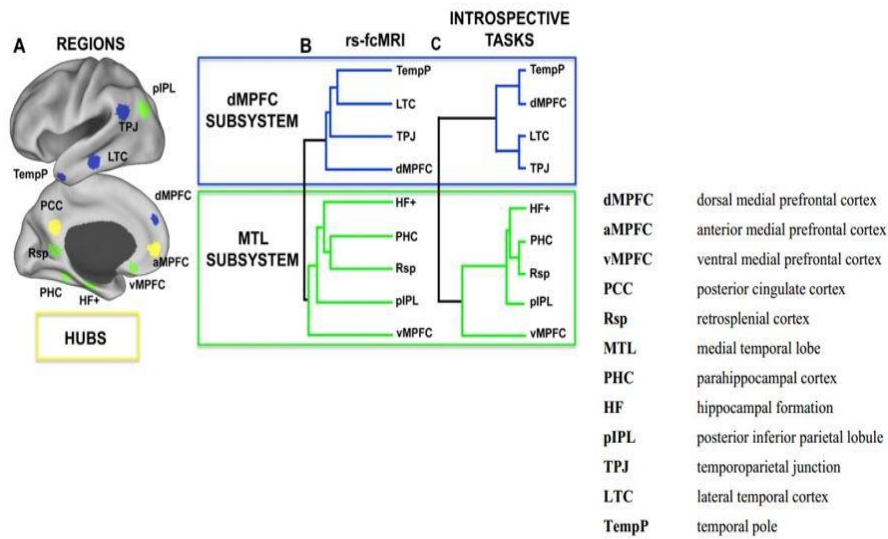 A REGIONS
pIPL
TPJ
LTC
TempP
dMPFC
PCC
Rsp
aMPFC
vMPFC
PHC
HF+
HUBS
B rs-fcMRI
C INTROSPECTIVE
TASKS
dMPFC
SUBSYSTEM
TempP
LTC
TPJ
dMPFC
TempP
dMPFC
LTC
TPJ
MTL
SUBSYSTEM
HF+
PHC
Rsp
pIPL
vMPFC
HF+
PHC
Rsp
pIPL
vMPFC
dMPFC dorsal medial prefrontal cortex
aMPFC anterior medial prefrontal cortex
vMPFC ventral medial prefrontal cortex
PCC posterior cingulate cortex
Rsp retrosplenial cortex
MTL medial temporal lobe
PHC parahippocampal cortex
HF hippocampal formation
pIPL posterior inferior parietal lobule
TPJ temporoparietal junction
LTC lateral temporal cortex
TempP temporal pole